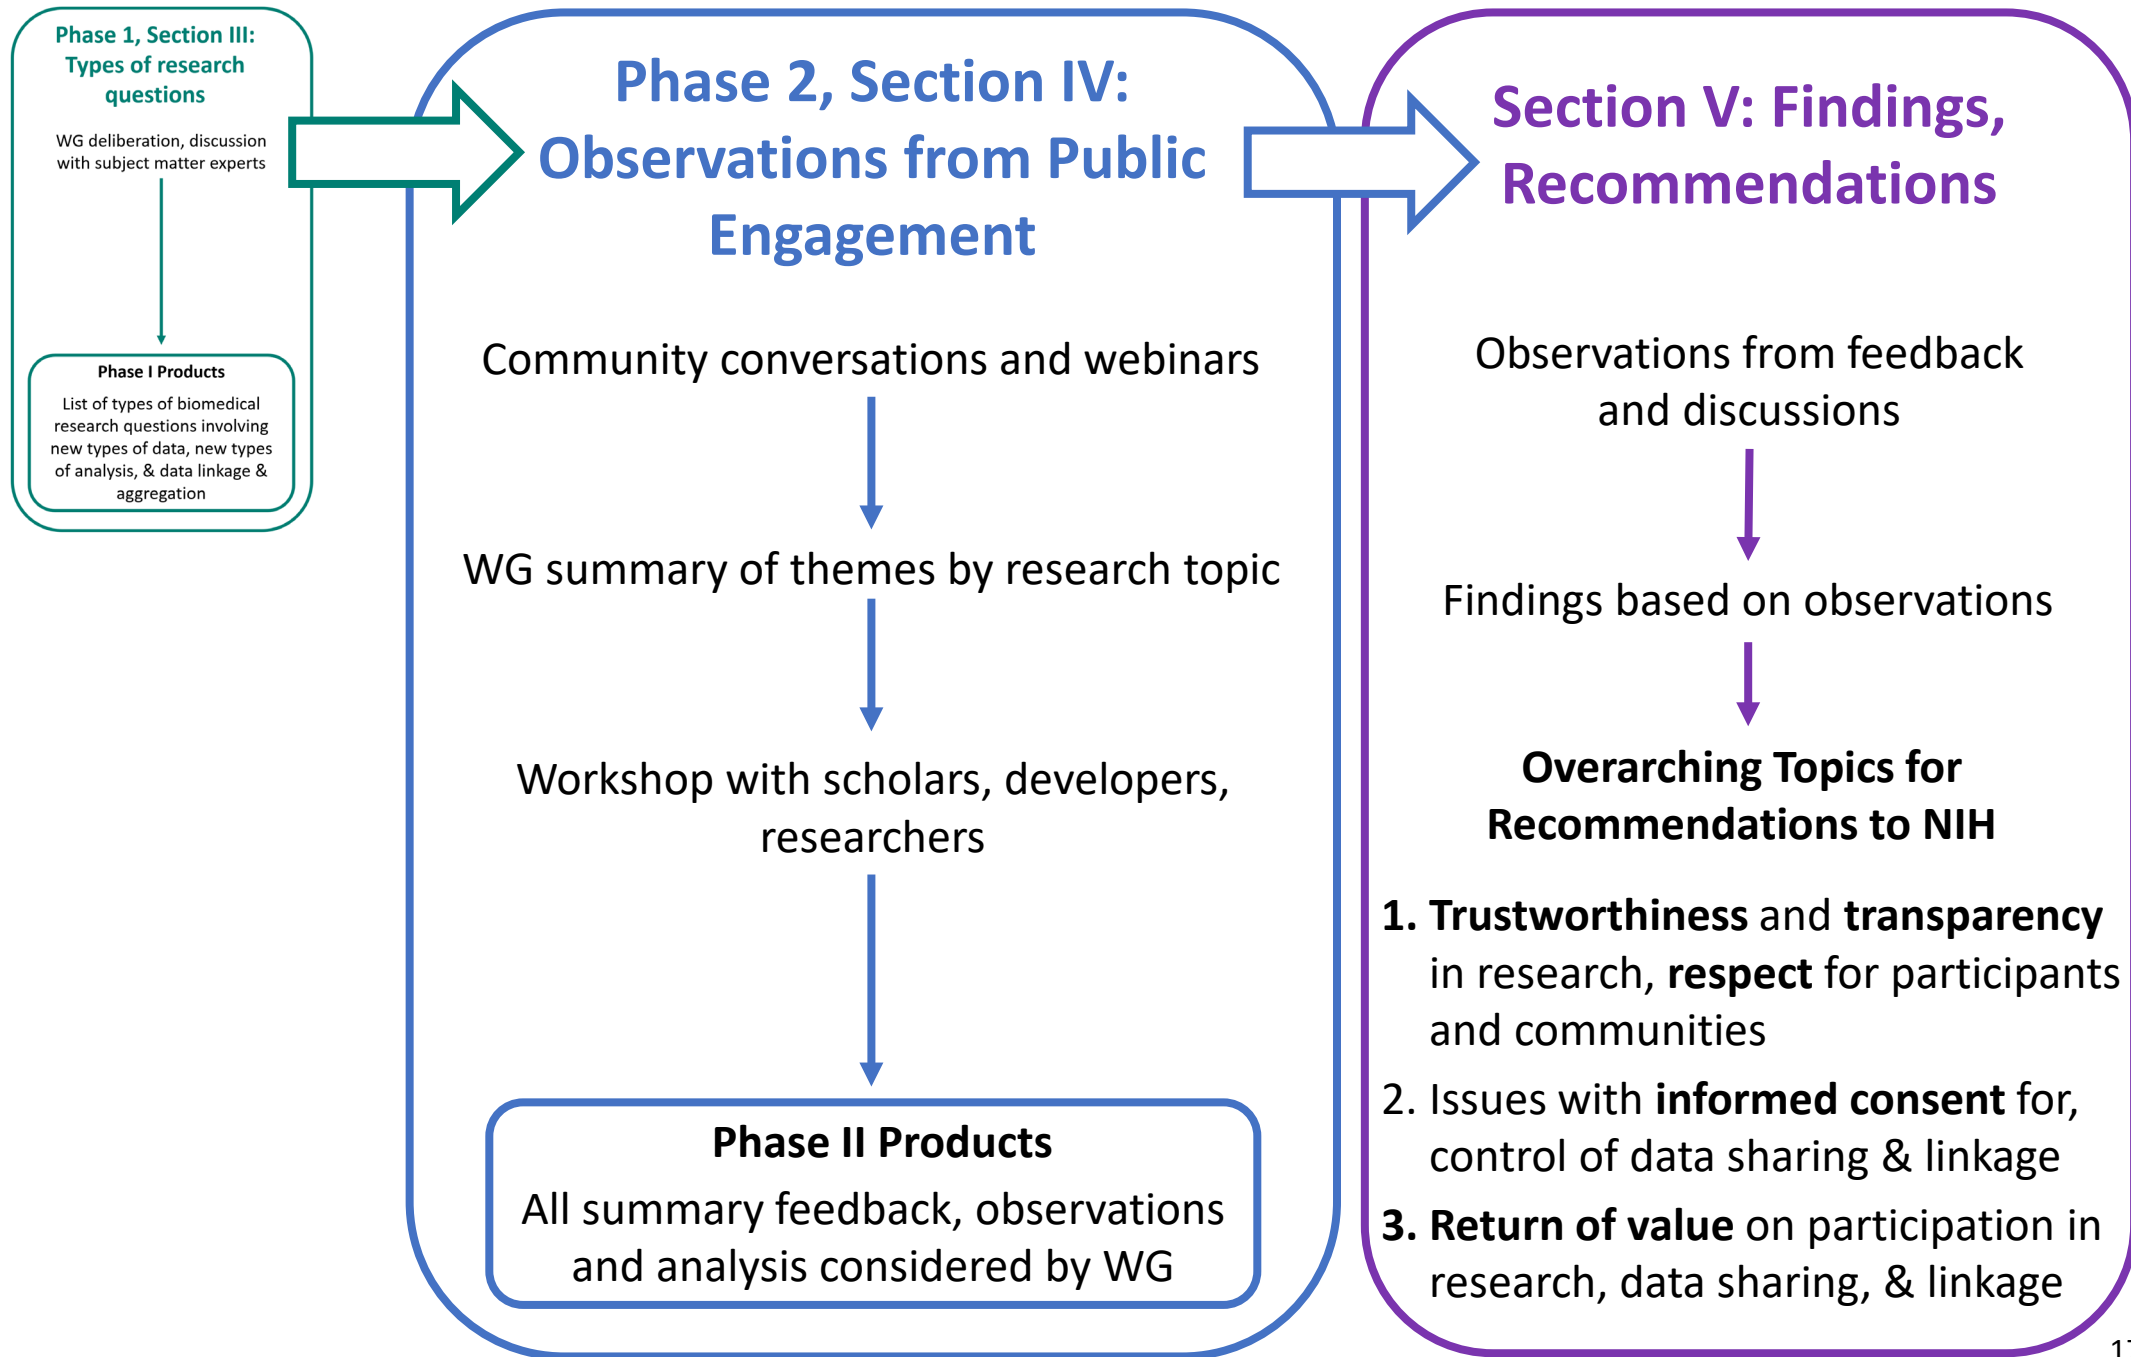 Phase 1, Section III:
Types of research
questions
WG deliberation, discussion
with subject matter experts
Phase I Products
List of types of biomedical
research questions involving
new types of data, new types
of analysis, & data linkage &
aggregation
Phase 2, Section IV:
Observations from Public
Engagement
Community conversations and webinars
WG summary of themes by research topic
Workshop with scholars, developers,
researchers
Phase II Products
All summary feedback, observations
and analysis considered by WG
Section V: Findings,
Recommendations
Observations from feedback
and discussions
Findings based on observations
Overarching Topics for
Recommendations to NIH
1. Trustworthiness and transparency
in research, respect for participants
and communities
2. Issues with informed consent for,
control of data sharing & linkage
3. Return of value on participation in
research, data sharing, & linkage